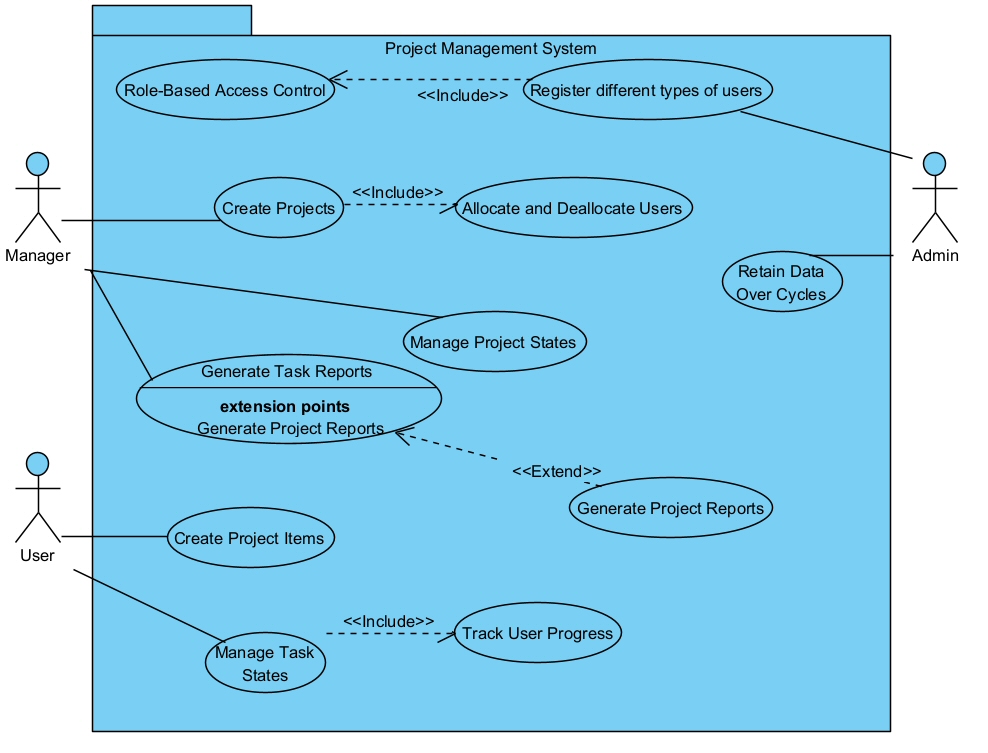 Project Management System
Role-Based Access Control
<<Include>>
Register different types of users
Manager
Create Projects
<<Include>>
Allocate and Deallocate Users
Admin
Retain Data
Over Cycles
Manage Project States
Generate Task Reports
extension points
Generate Project Reports
<<Extend>>
Generate Project Reports
User
Create Project Items
<<Include>>
Track User Progress
Manage Task
States